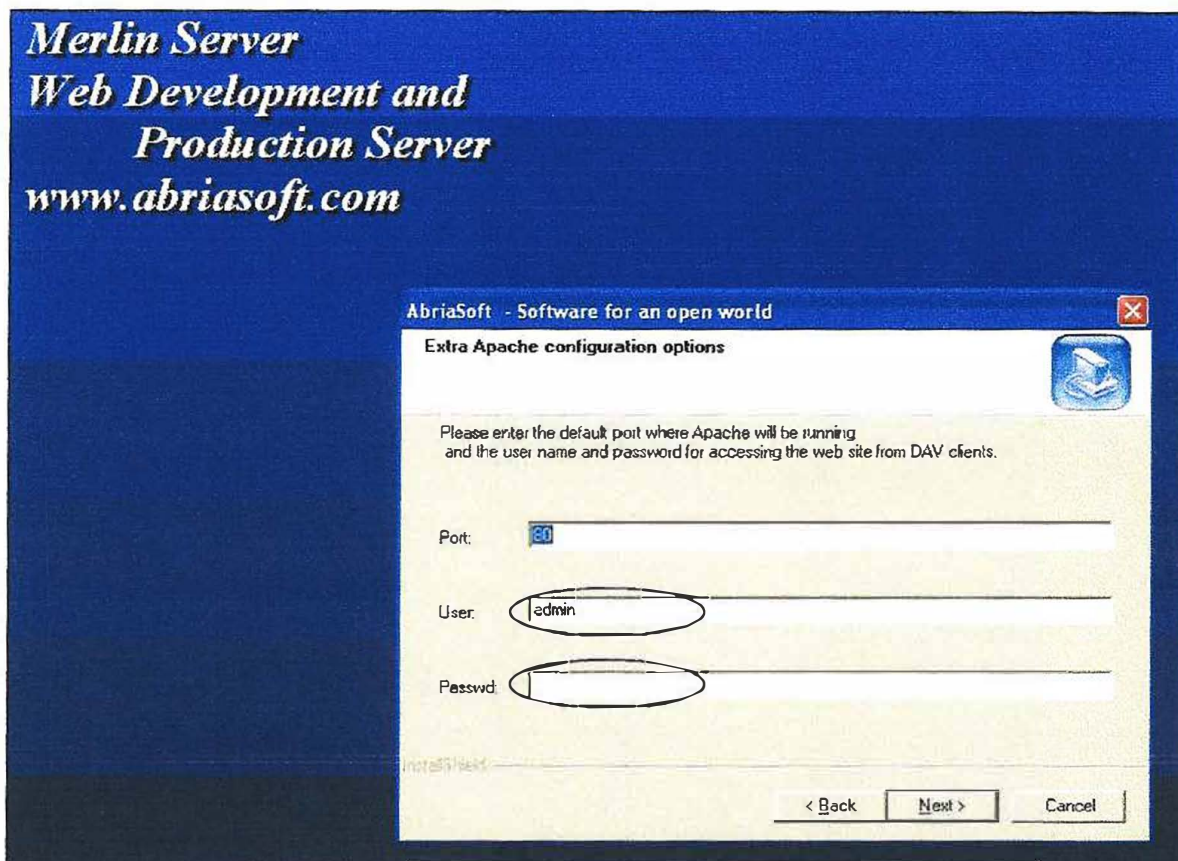 Merlin Server
Web Development and
Production Server
www.abriasoft.com
AbriaSoft - Software for an open world
Extra Apache configuration options
Please enter the default port where Apache will be running
and the user name and password for accessing the web site from DAV clients.
Port: 80
User: admin
Passwd:
InstallShield
< Back Next > Cancel